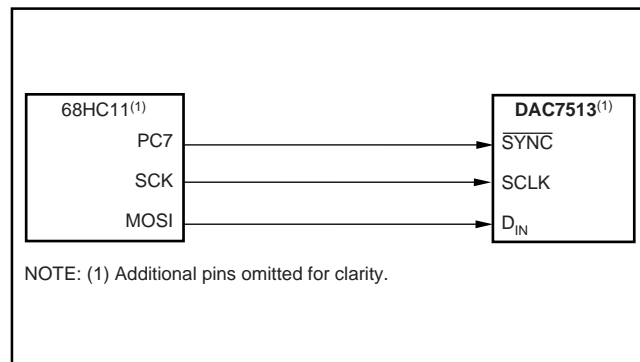 68HC11(1)
DAC7513(1)
PC7
SYNC
SCK
SCLK
MOSI
DIN
NOTE: (1) Additional pins omitted for clarity.